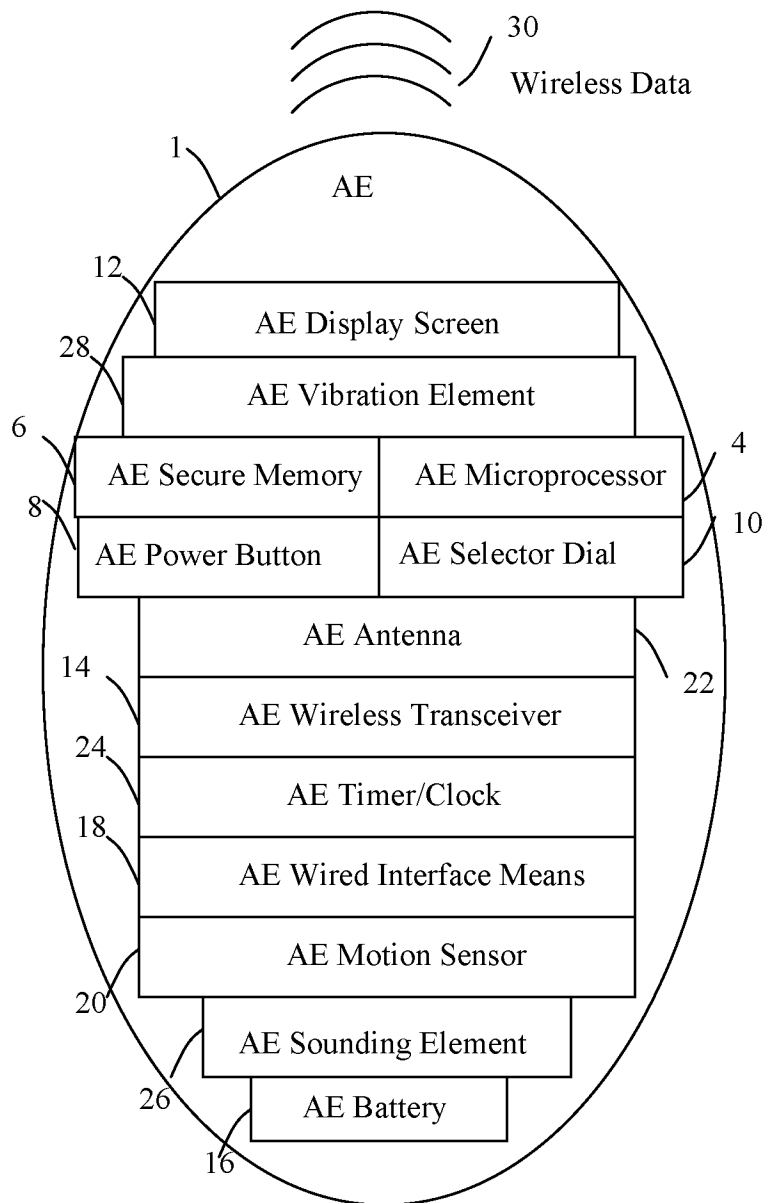 30
Wireless Data
1
AE
12
AE Display Screen
28
AE Vibration Element
6
AE Secure Memory
AE Microprocessor
4
8
AE Power Button
AE Selector Dial
10
AE Antenna
22
14
AE Wireless Transceiver
24
AE Timer/Clock
18
AE Wired Interface Means
AE Motion Sensor
20
AE Sounding Element
26
AE Battery
16